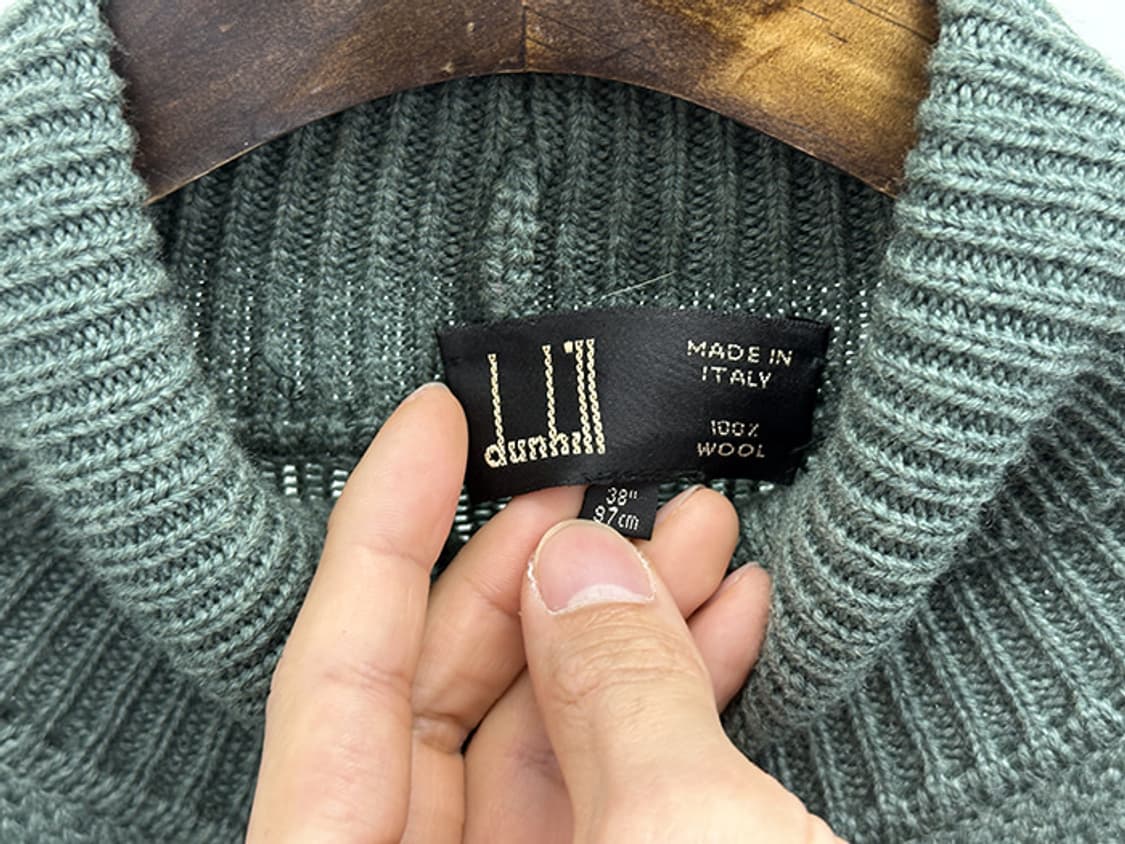 dunhill
MADE IN
ITALY
100%
WOOL
38"
97cm